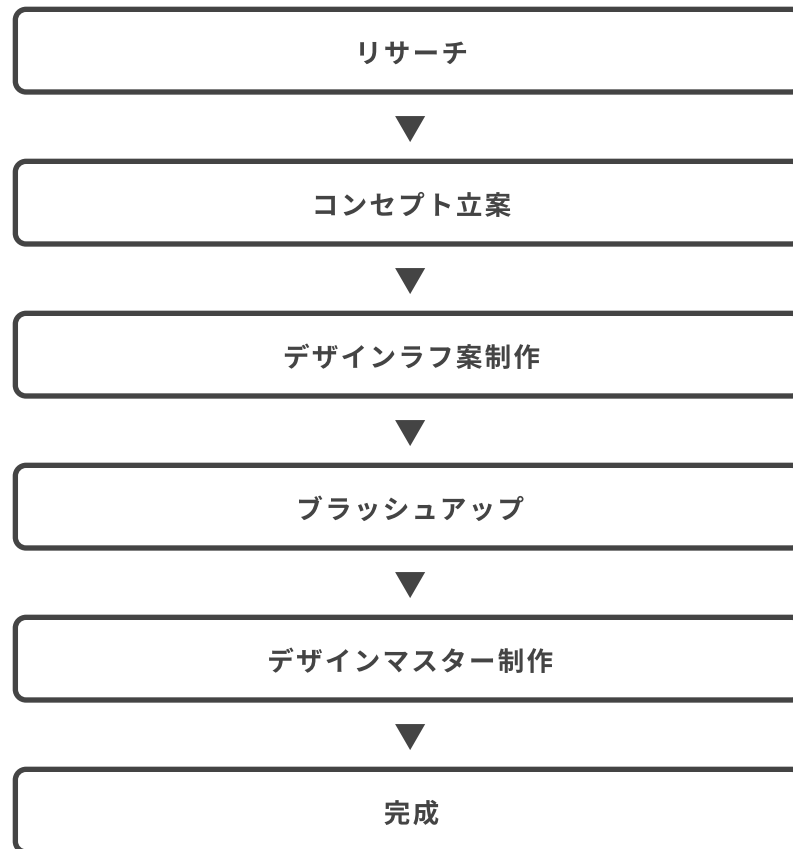 リサーチ
コンセプト立案
デザインラフ案制作
ブラッシュアップ
デザインマスター制作
完成